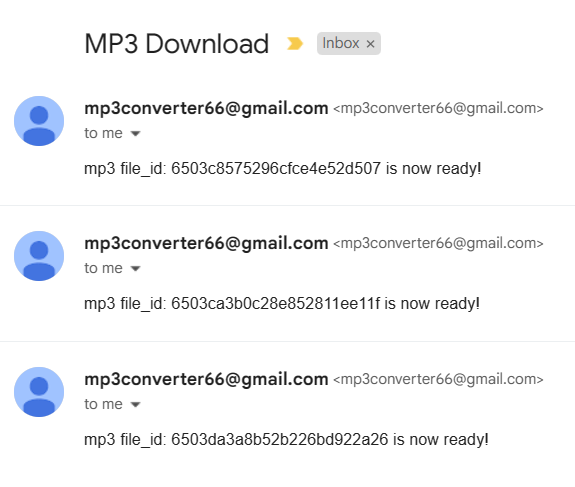 MP3 Download
Inbox ×
mp3converter66@gmail.com <mp3converter66@gmail.com>
to me
mp3 file_id: 6503c8575296cfce4e52d507 is now ready!
mp3converter66@gmail.com <mp3converter66@gmail.com>
to me
mp3 file_id: 6503ca3b0c28e852811ee11f is now ready!
mp3converter66@gmail.com <mp3converter66@gmail.com>
to me
mp3 file_id: 6503da3a8b52b226bd922a26 is now ready!